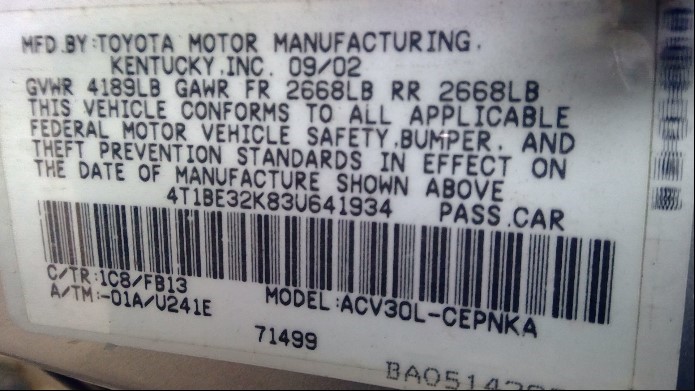 MFD.BY:TOYOTA MOTOR MANUFACTURING.
KENTUCKY,INC. 09/02
GVWR 4189LB GAWR FR 2668LB RR 2668LB
THIS VEHICLE CONFORMS TO ALL APPLICABLE
FEDERAL MOTOR VEHICLE SAFETY,BUMPER, AND
THEFT PREVENTION STANDARDS IN EFFECT ON
THE DATE OF MANUFACTURE SHOWN ABOVE
4T1BE32K83U641934 PASS.CAR
C/TR:1C8/FB13
A/TM:-01A/U241E MODEL:ACV30L-CEPNKA
71499